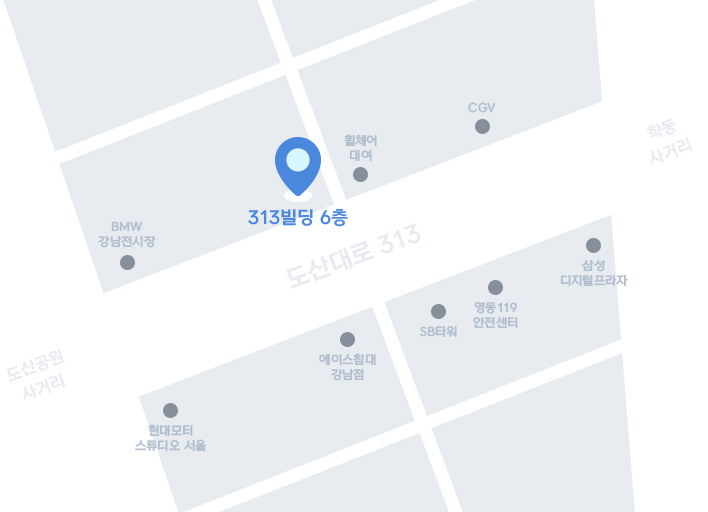 CGV
학동
사거리
휠체어
대여
313빌딩 6층
BMW
강남전시장
도산대로 313
삼성
디지털프라자
영동119
안전센터
SB타워
에이스침대
강남점
도산공원
사거리
현대모터
스튜디오 서울